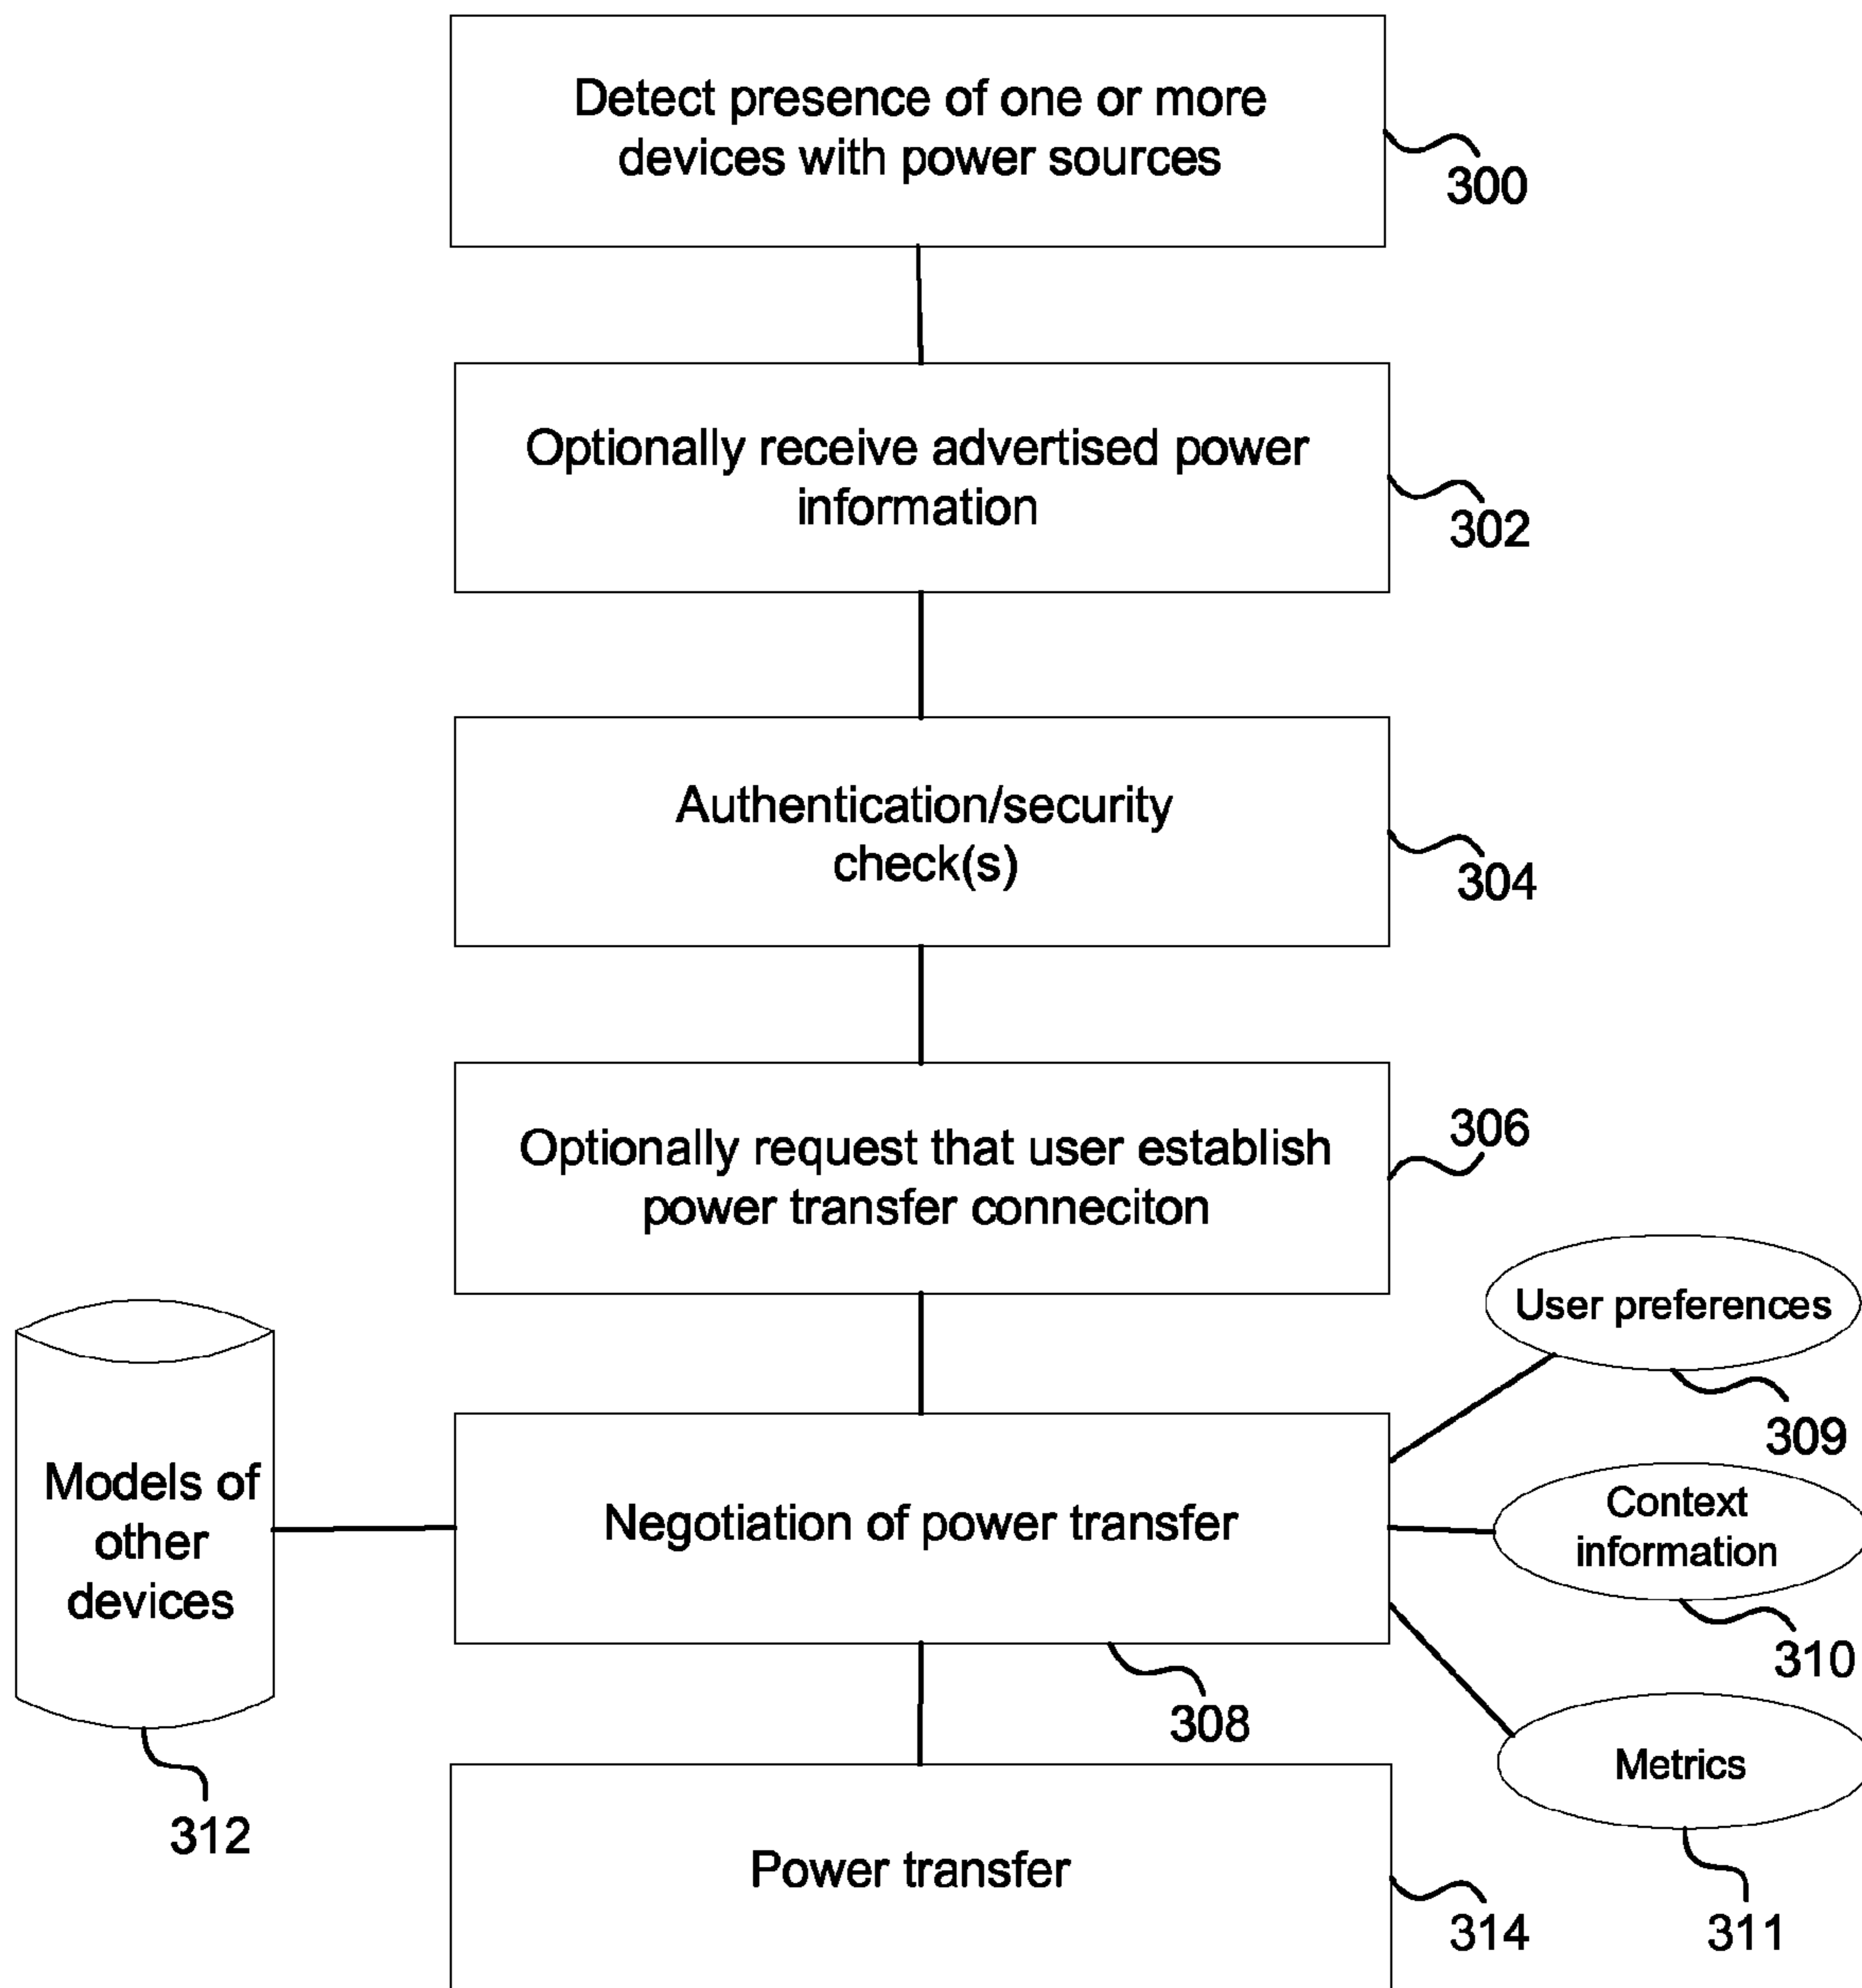 Detect presence of one or more
devices with power sources
300
Optionally receive advertised power
information
302
Authentication/security
check(s)
304
Optionally request that user establish
power transfer conneciton
306
User preferences
309
Models of
other
devices
312
Negotiation of power transfer
308
Context
information
310
Metrics
311
Power transfer
314